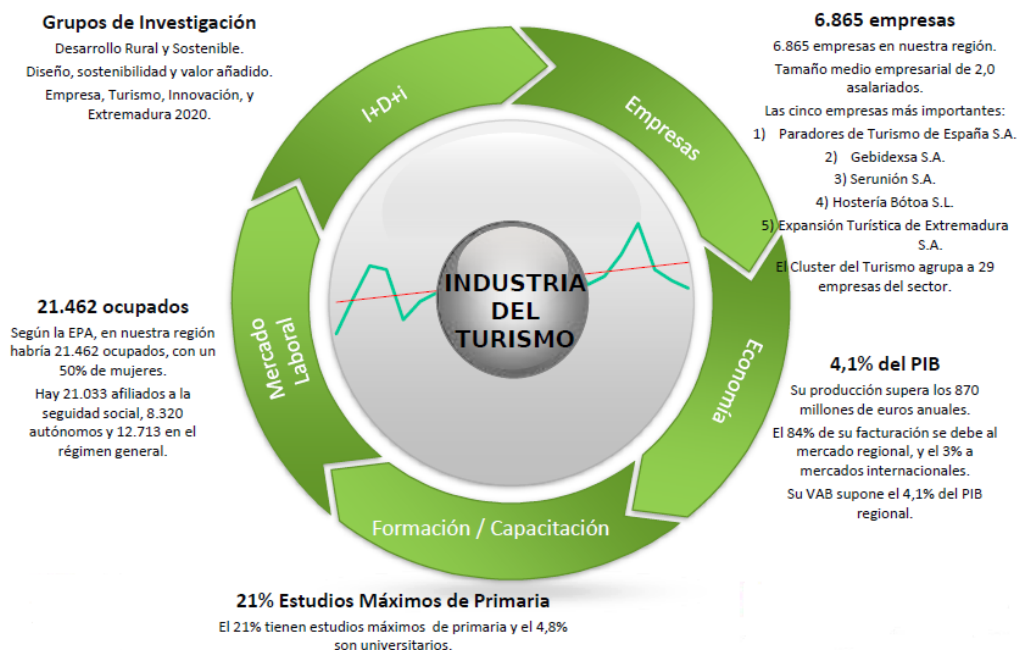 Grupos de Investigación
Desarrollo Rural y Sostenible.
Diseño, sostenibilidad y valor añadido.
Empresa, Turismo, Innovación, y
Extremadura 2020.
I+D+i
Empresas
6.865 empresas
6.865 empresas en nuestra región.
Tamaño medio empresarial de 2,0
asalariados.
Las cinco empresas más importantes:
1) Paradores de Turismo de España S.A.
2) Gebidexsa S.A.
3) Serunión S.A.
4) Hostería Bótoa S.L.
5) Expansión Turística de Extremadura
S.A.
El Cluster del Turismo agrupa a 29
empresas del sector.
INDUSTRIA
DEL
TURISMO
21.462 ocupados
Según la EPA, en nuestra región
habría 21.462 ocupados, con un
50% de mujeres.
Hay 21.033 afiliados a la
seguidad social, 8.320
autónomos y 12.713 en el
régimen general.
Mercado
Laboral
Economía
4,1% del PIB
Su producción supera los 870
millones de euros anuales.
El 84% de su facturación se debe al
mercado regional, y el 3% a
mercados internacionales.
Su VAB supone el 4,1% del PIB
regional.
Formación / Capacitación
21% Estudios Máximos de Primaria
El 21% tienen estudios máximos de primaria y el 4,8%
son universitarios.